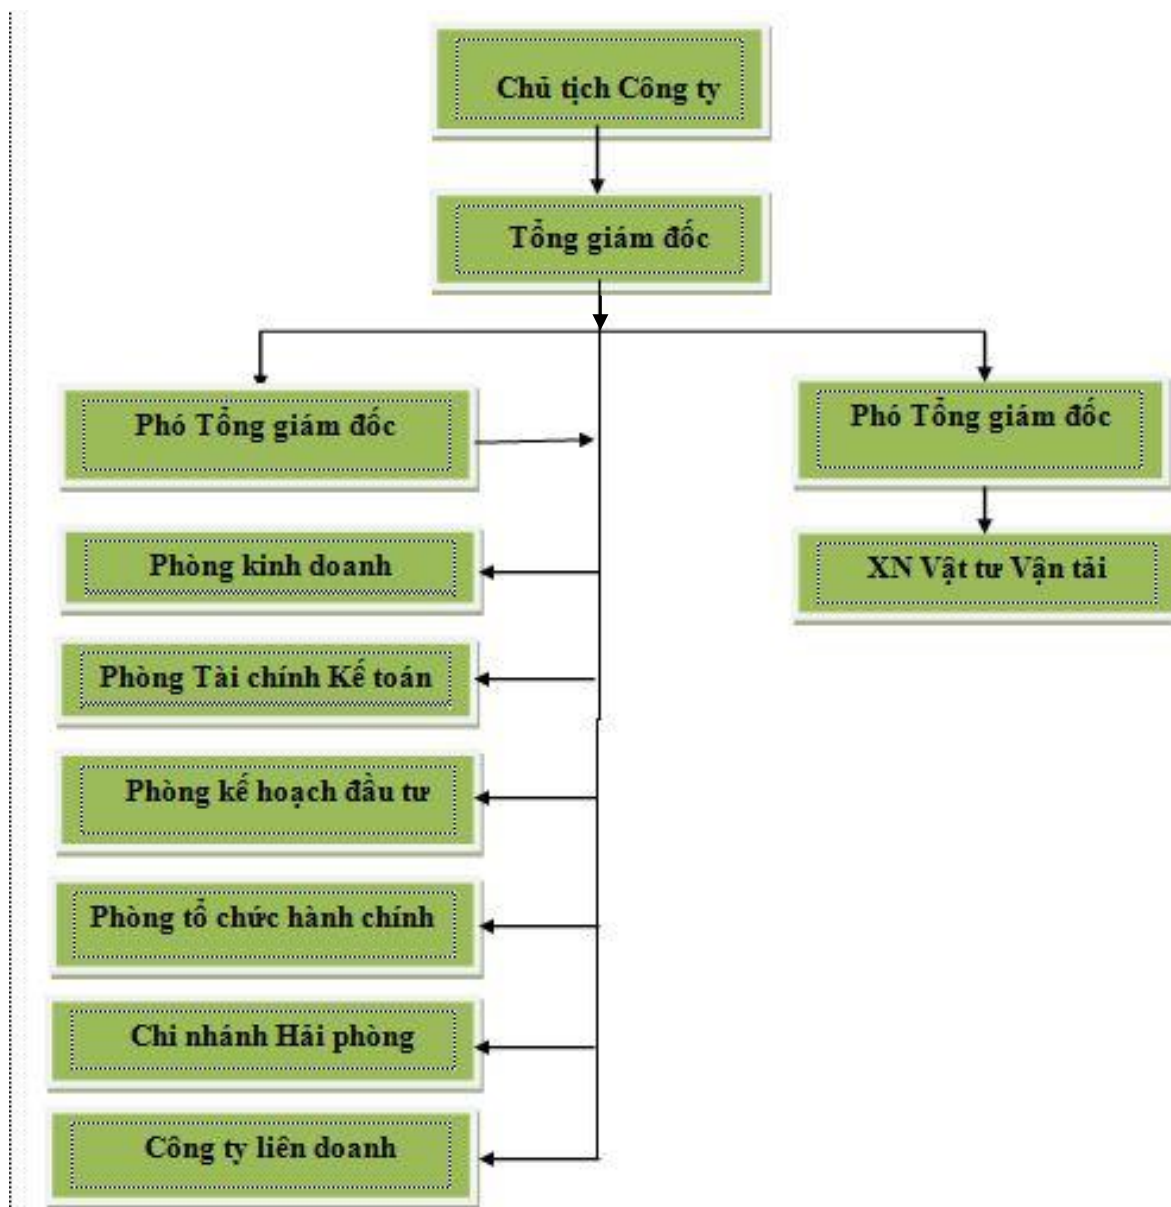 Chủ tịch Công ty
Tổng giám đốc
Phó Tổng giám đốc
Phó Tổng giám đốc
Phòng kinh doanh
XN Vật tư Vận tải
Phòng Tài chính Kế toán
Phòng kế hoạch đầu tư
Phòng tổ chức hành chính
Chi nhánh Hải phòng
Công ty liên doanh